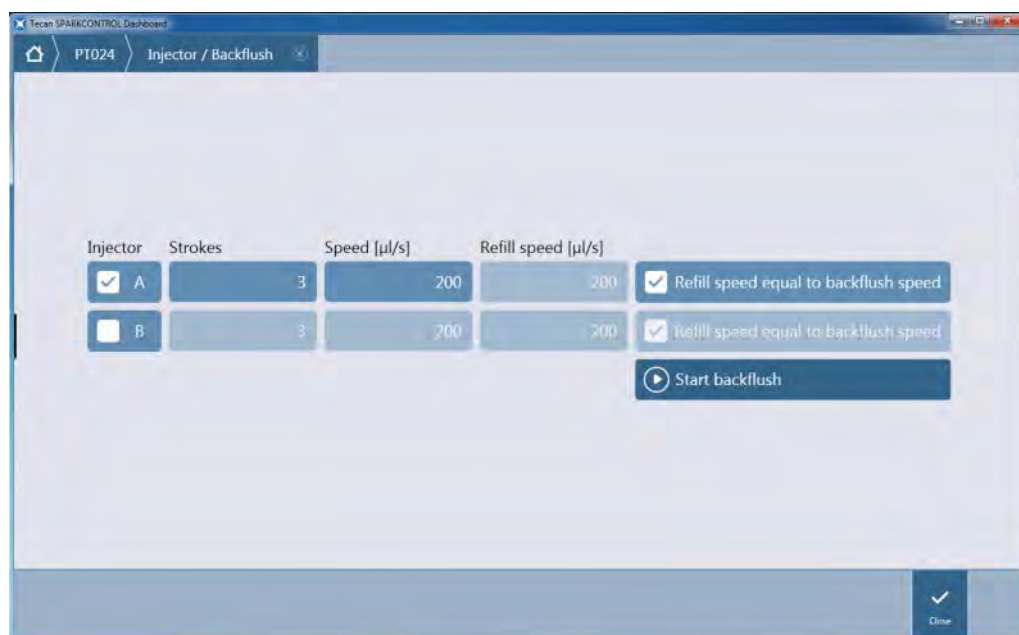 Tecan SPARKCONTROL Dashboard
PT024 Injector / Backflush
Injector Strokes Speed [µl/s] Refill speed [µl/s]
A 3 200 200 Refill speed equal to backflush speed
B 3 200 200 Refill speed equal to backflush speed
Start backflush
Close